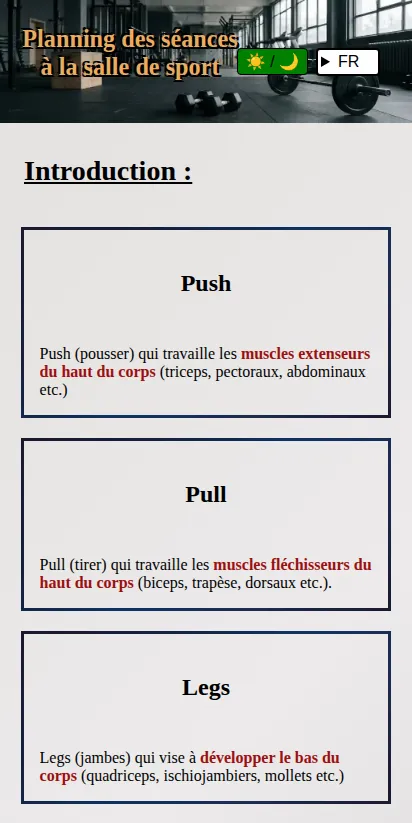 Planning des séances
à la salle de sport
☀️ / 🌙
FR
Introduction :
Push
Push (pousser) qui travaille les muscles extenseurs
du haut du corps (triceps, pectoraux, abdominaux
etc.)
Pull
Pull (tirer) qui travaille les muscles fléchisseurs du
haut du corps (biceps, trapèse, dorsaux etc.).
Legs
Legs (jambes) qui vise à développer le bas du
corps (quadriceps, ischiojambiers, mollets etc.)